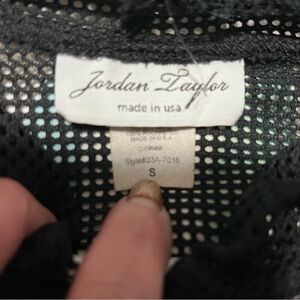 Jordan Taylor
made in usa
Style#03A-7016
S